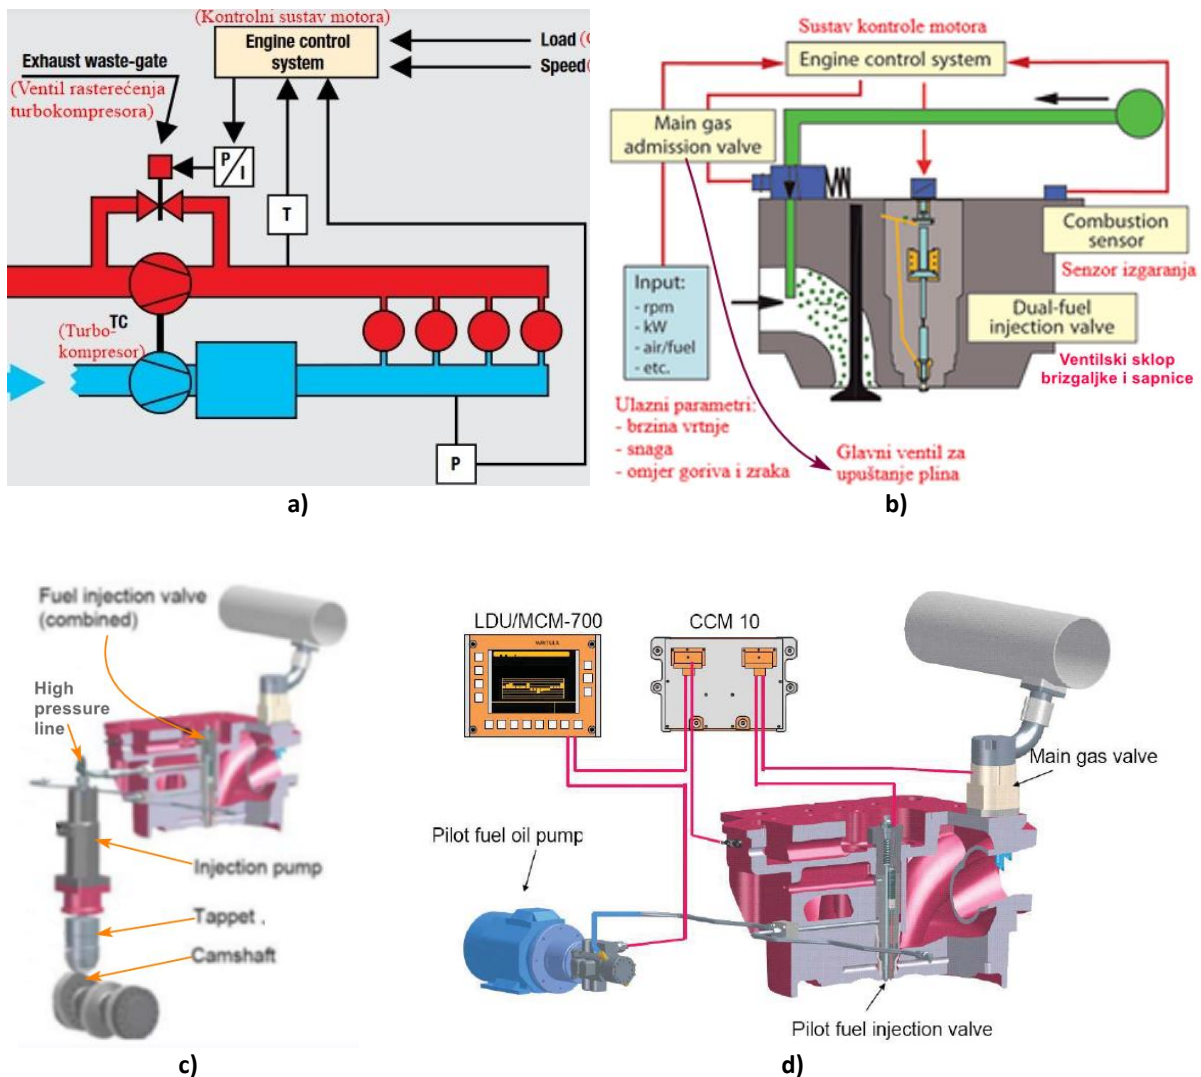 (Kontrolni sustav motora)
Engine control
system
Load
Speed
Exhaust waste-gate
(Ventil rasterećenja
turbokompresora)
P
I
T
TC
(Turbo-
kompresor)
P
a)
Sustav kontrole motora
Engine control system
Main gas
admission valve
Combustion
sensor
Senzor izgaranja
Input:
- rpm
- kW
- air/fuel
- etc.
Dual-fuel
injection valve
Ventilski sklop
brizgaljke i sapnice
Ulazni parametri:
- brzina vrtnje
- snaga
- omjer goriva i zraka
Glavni ventil za
upuštanje plina
b)
Fuel injection valve
(combined)
High
pressure
line
Injection pump
Tappet .
Camshaft
c)
LDU/MCM-700
CCM 10
Main gas valve
Pilot fuel oil pump
Pilot fuel injection valve
d)